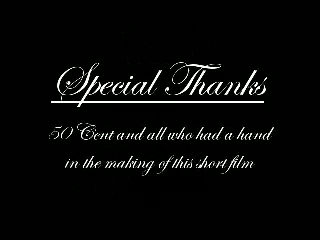 Special Thanks
50 Cent and all who had a hand
in the making of this short film